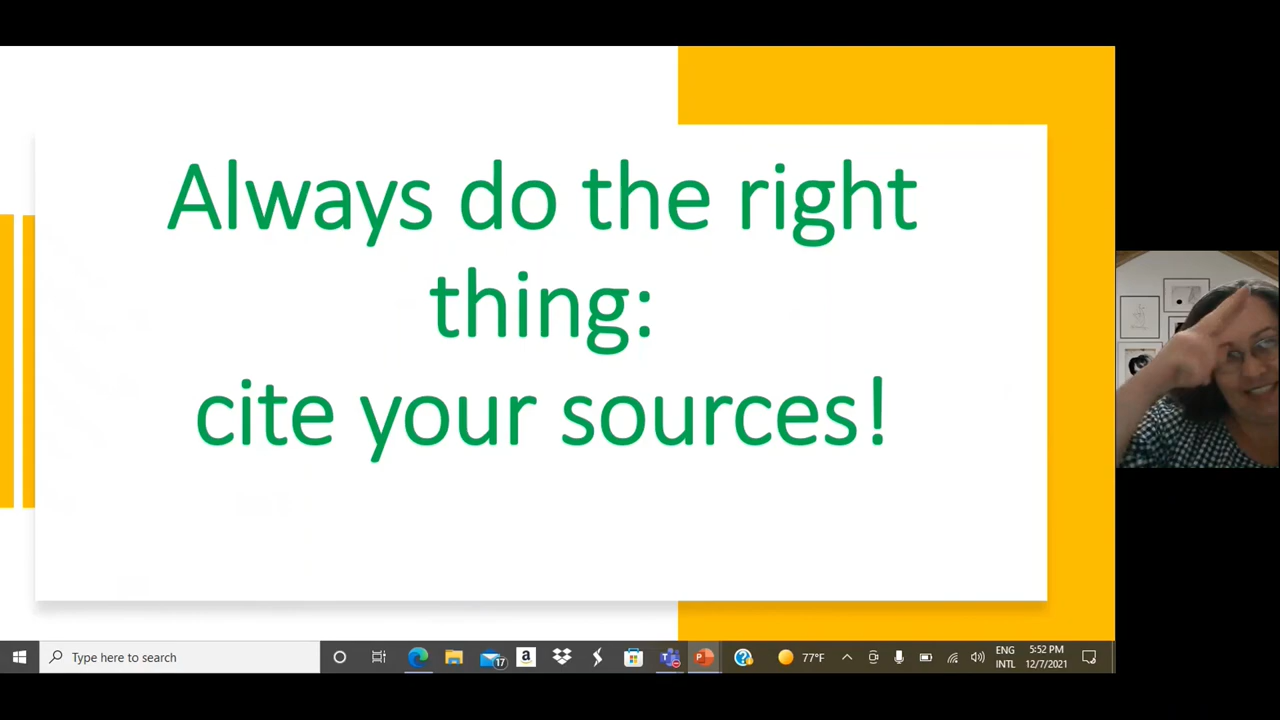 Always do the right
thing:
cite your sources!
Type here to search
17
a
T
P
?
77°F
ENG
INTL
5:52 PM
12/7/2021